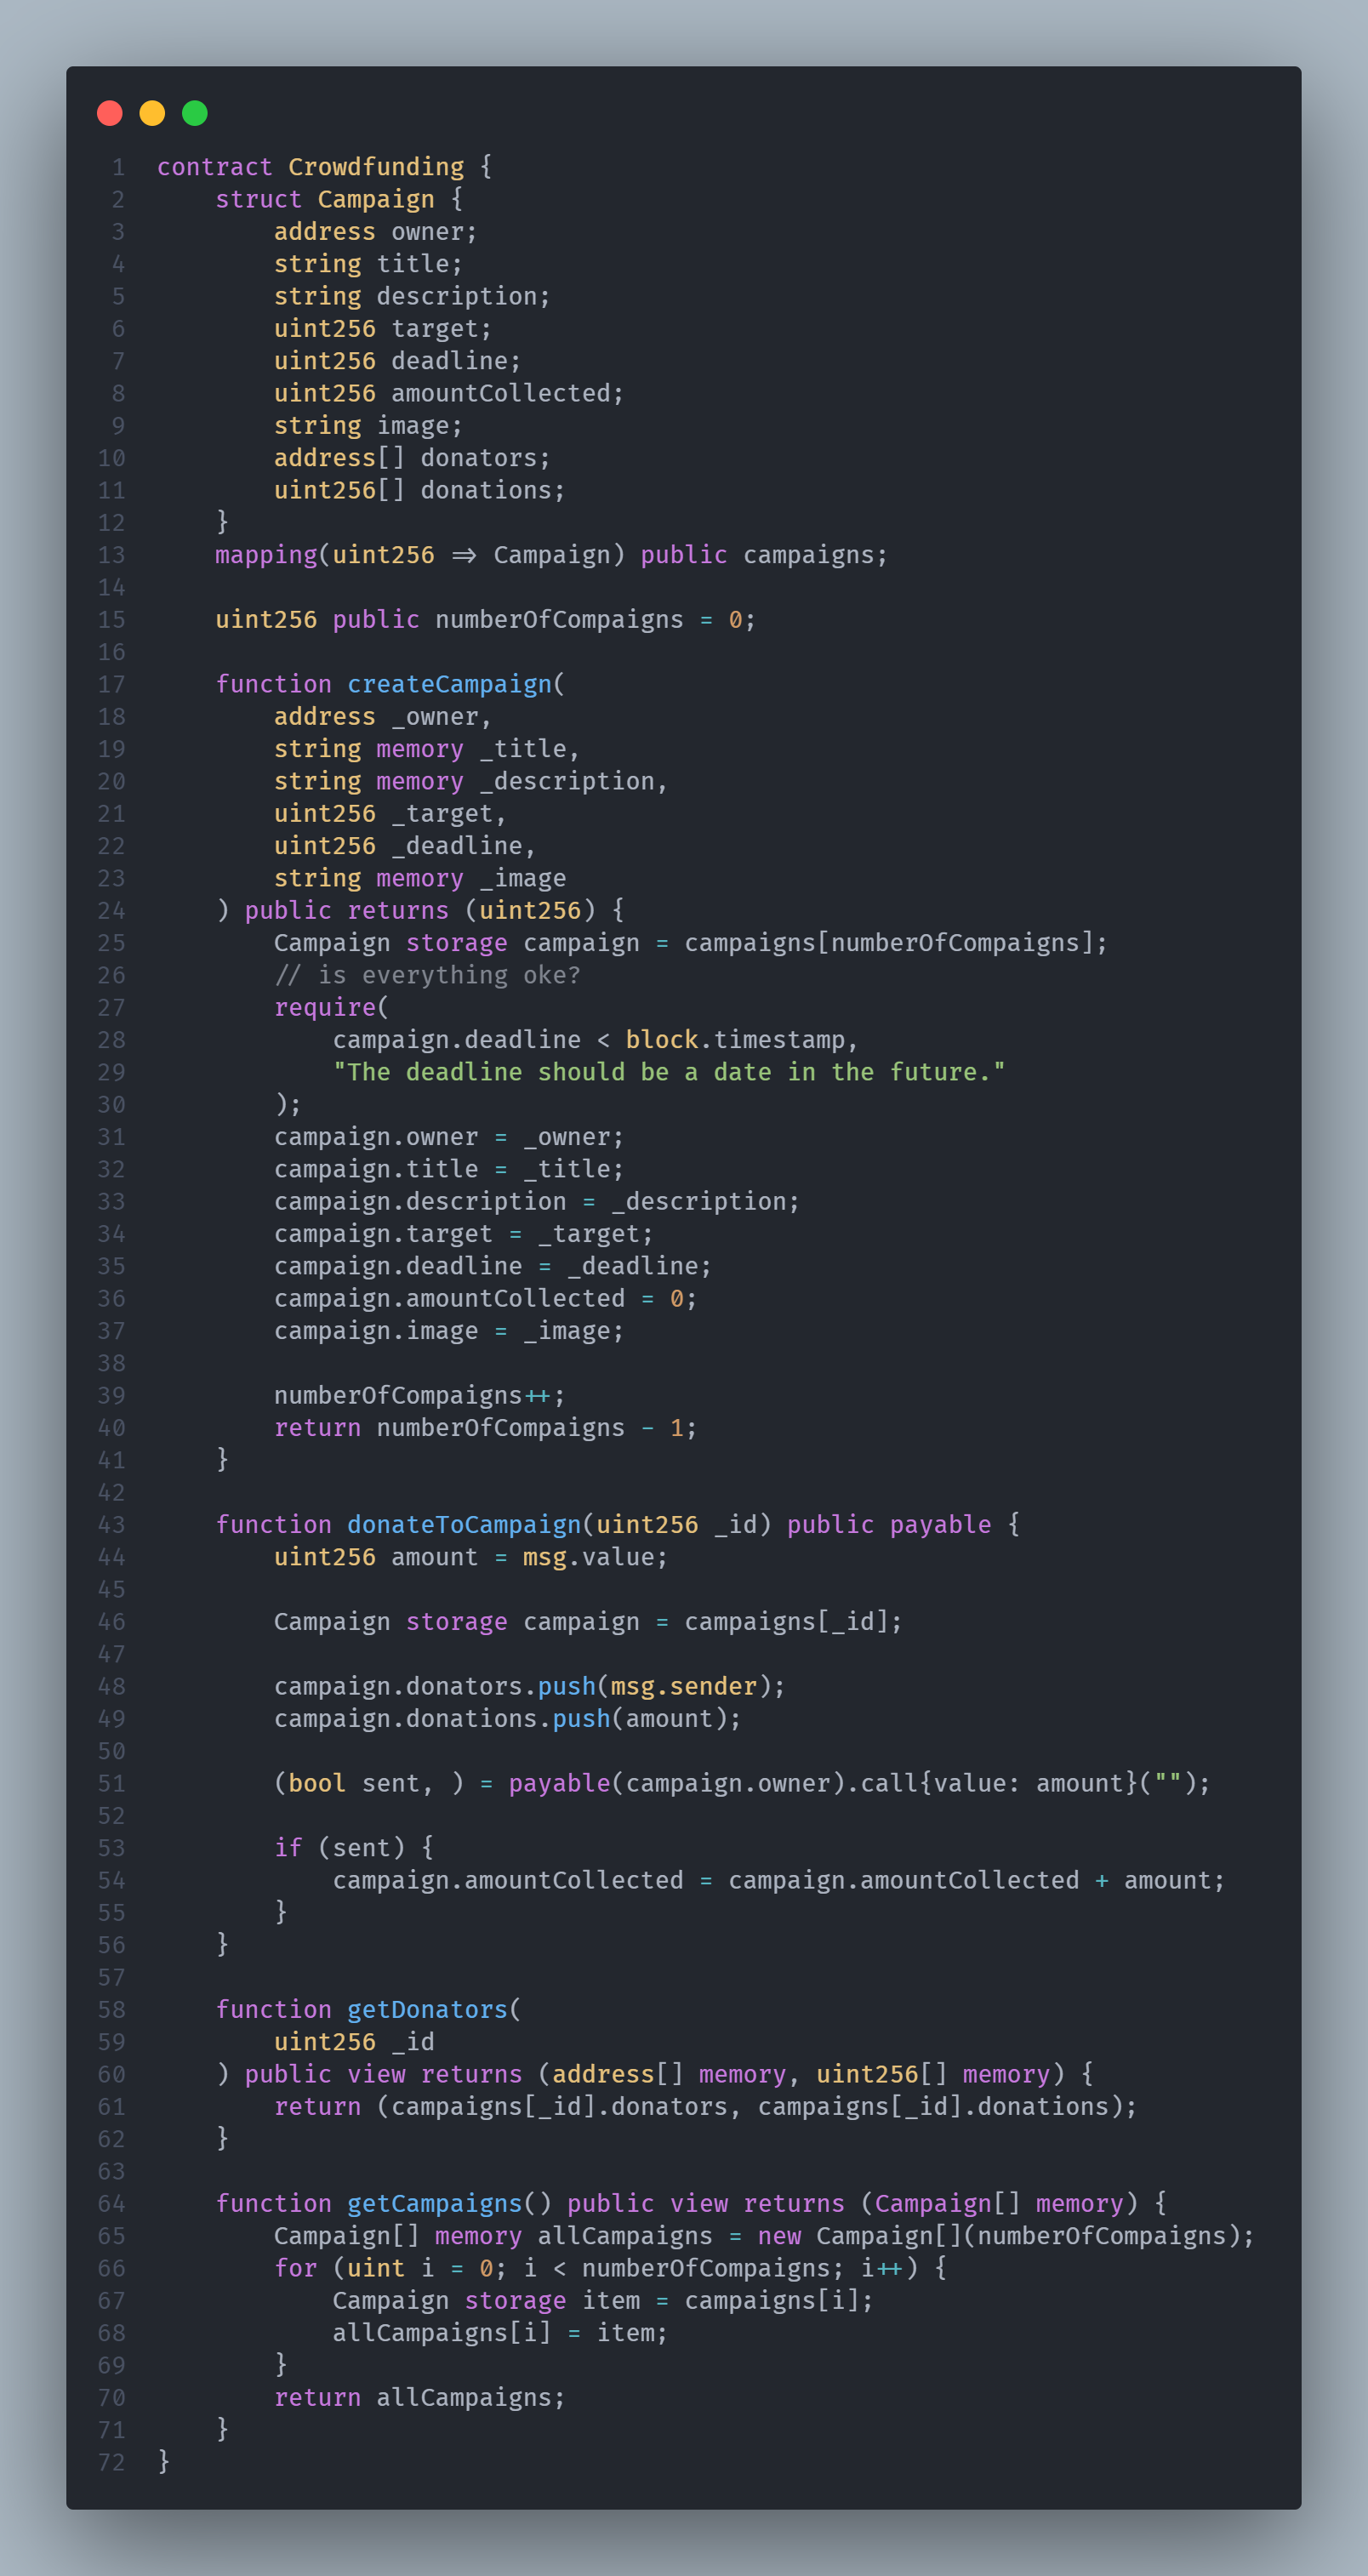 1 contract Crowdfunding {
2     struct Campaign {
3         address owner;
4         string title;
5         string description;
6         uint256 target;
7         uint256 deadline;
8         uint256 amountCollected;
9         string image;
10         address[] donators;
11         uint256[] donations;
12     }
13     mapping(uint256 => Campaign) public campaigns;
14
15     uint256 public numberOfCompaigns = 0;
16
17     function createCampaign(
18         address _owner,
19         string memory _title,
20         string memory _description,
21         uint256 _target,
22         uint256 _deadline,
23         string memory _image
24     ) public returns (uint256) {
25         Campaign storage campaign = campaigns[numberOfCompaigns];
26         // is everything oke?
27         require(
28             campaign.deadline < block.timestamp,
29             "The deadline should be a date in the future."
30         );
31         campaign.owner = _owner;
32         campaign.title = _title;
33         campaign.description = _description;
34         campaign.target = _target;
35         campaign.deadline = _deadline;
36         campaign.amountCollected = 0;
37         campaign.image = _image;
38
39         numberOfCompaigns++;
40         return numberOfCompaigns - 1;
41     }
42
43     function donateToCampaign(uint256 _id) public payable {
44         uint256 amount = msg.value;
45
46         Campaign storage campaign = campaigns[_id];
47
48         campaign.donators.push(msg.sender);
49         campaign.donations.push(amount);
50
51         (bool sent, ) = payable(campaign.owner).call{value: amount}("");
52
53         if (sent) {
54             campaign.amountCollected = campaign.amountCollected + amount;
55         }
56     }
57
58     function getDonators(
59         uint256 _id
60     ) public view returns (address[] memory, uint256[] memory) {
61         return (campaigns[_id].donators, campaigns[_id].donations);
62     }
63
64     function getCampaigns() public view returns (Campaign[] memory) {
65         Campaign[] memory allCampaigns = new Campaign[](numberOfCompaigns);
66         for (uint i = 0; i < numberOfCompaigns; i++) {
67             Campaign storage item = campaigns[i];
68             allCampaigns[i] = item;
69         }
70         return allCampaigns;
71     }
72 }